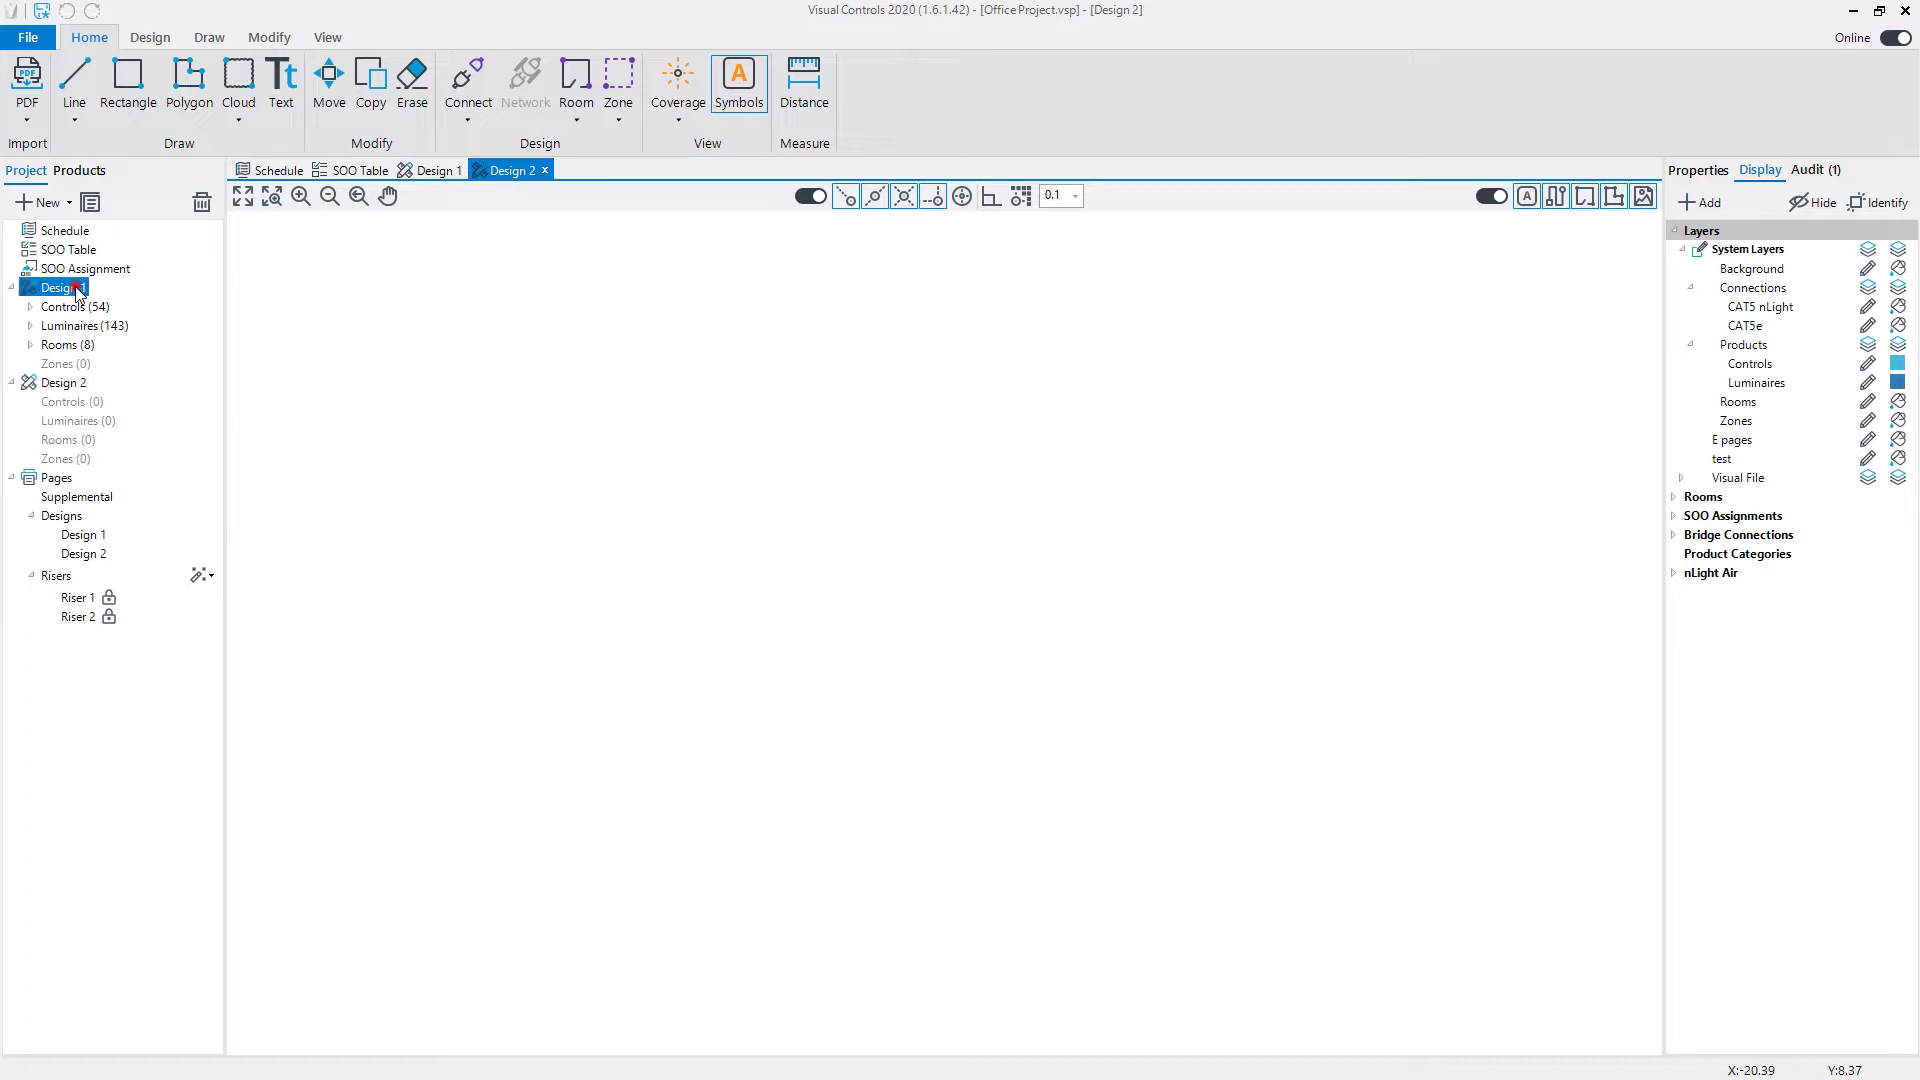 Visual Controls 2020 (1.6.1.42) - [Office Project.vsp] - [Design 2]
File Home Design Draw Modify View Online
PDF Line Rectangle Polygon Cloud Text Move Copy Erase Connect Network Room Zone Coverage Symbols Distance
Import Draw Modify Design View Measure
Project Products
Schedule SOO Table Design 1 Design 2 x
Properties Display Audit (1)
New
0.1
Add Hide Identify
Schedule
SOO Table
SOO Assignment
Design 1
Controls (54)
Luminaires (143)
Rooms (8)
Zones (0)
Design 2
Controls (0)
Luminaires (0)
Rooms (0)
Zones (0)
Pages
Supplemental
Designs
Design 1
Design 2
Risers
Riser 1
Riser 2
Layers
System Layers
Background
Connections
CAT5 nLight
CAT5e
Products
Controls
Luminaires
Rooms
Zones
E pages
test
Visual File
Rooms
SOO Assignments
Bridge Connections
Product Categories
nLight Air
X:-20.39 Y:8.37